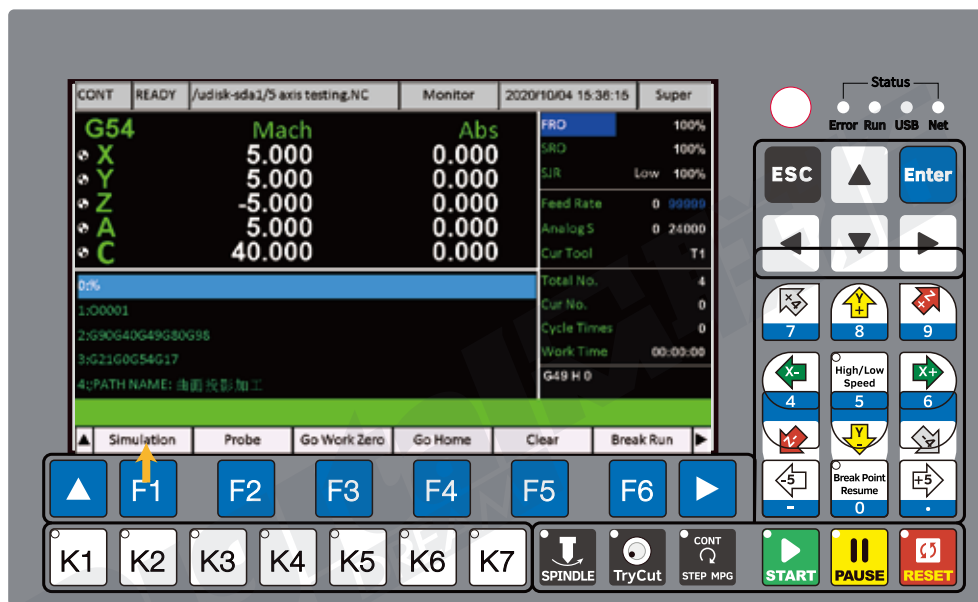 Status
Error Run USB Net
CONT READY /udisk-sda1/5 axis testing.NC Monitor 2020/10/04 15:36:15 Super
G54 Mach Abs
X 5.000 0.000
Y 5.000 0.000
Z -5.000 0.000
A 5.000 0.000
C 40.000 0.000
FRO 100%
SRO 100%
SJR Low 100%
Feed Rate 0 99999
Analog S 0 24000
Cur Tool T1
Total No. 4
Cur No. 0
Cycle Times 0
Work Time 00:00:00
G49 H 0
0:%
1:O0001
2:G90G40G49G80G98
3:G21G0G54G17
4:;PATH NAME: 曲面投影加工
Simulation Probe Go Work Zero Go Home Clear Break Run
ESC Enter
7 Y+ 8 Z+ 9
X- 4 High/Low Speed 5 X+ 6
Z- Y-
-5 - Break Point Resume 0 +5 .
F1 F2 F3 F4 F5 F6
K1 K2 K3 K4 K5 K6 K7
SPINDLE TryCut CONT STEP MPG
START PAUSE RESET